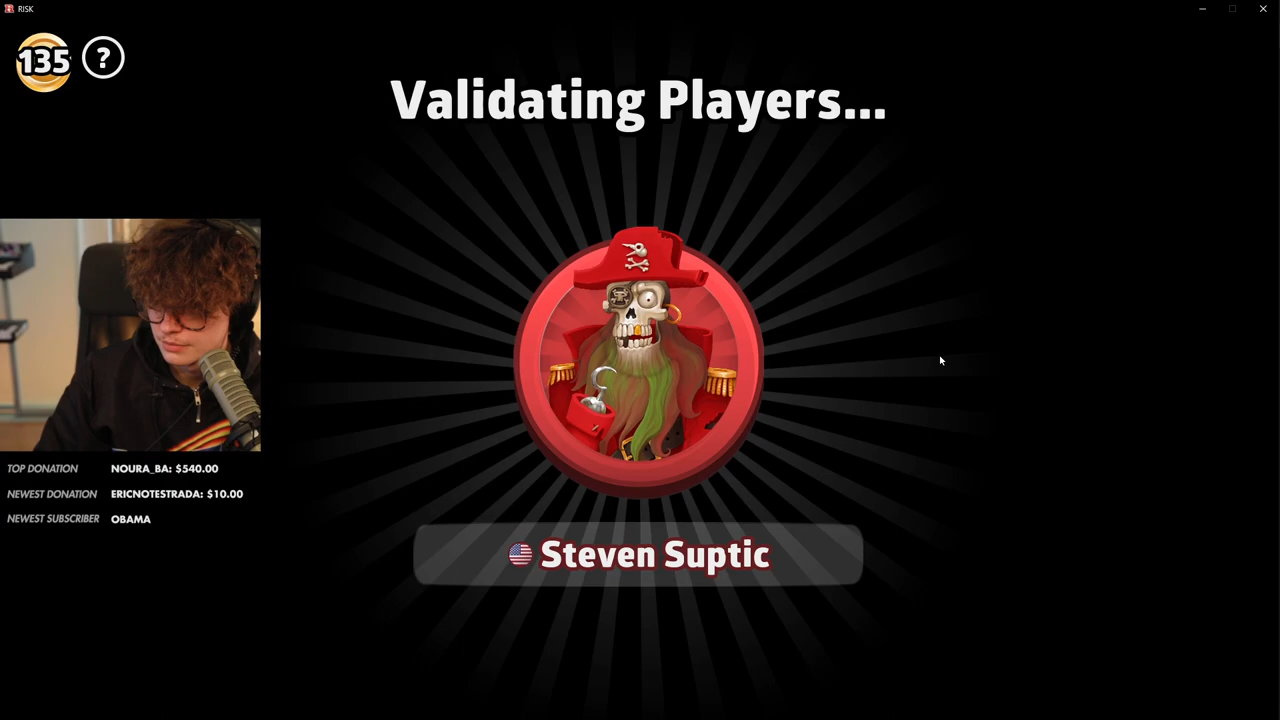 RISK
135 ?
Validating Players...
TOP DONATION NOURA_BA: $540.00
NEWEST DONATION ERICNOTESTRADA: $10.00
NEWEST SUBSCRIBER OBAMA
Steven Suptic